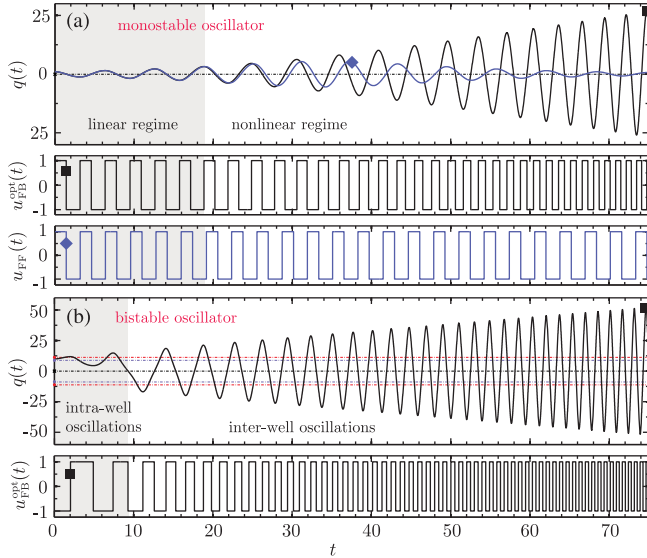 (a) monostable oscillator
25
0
25
q(t)
linear regime nonlinear regime
1
0
-1
u_FB^opt(t)
1
0
-1
u_FF(t)
(b) bistable oscillator
50
25
0
-25
-50
q(t)
intra-well
oscillations
inter-well oscillations
1
0
-1
u_FB^opt(t)
0 10 20 30 40 50 60 70
t